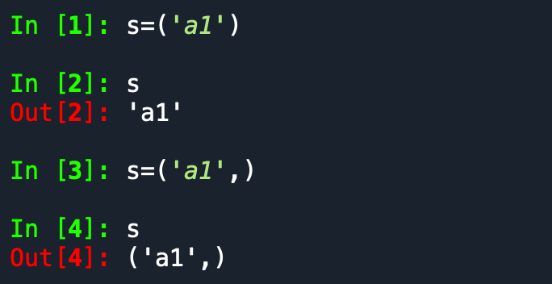 In [1]: s=('a1')
In [2]: s
Out[2]: 'a1'
In [3]: s=('a1',)
In [4]: s
Out[4]: ('a1',)